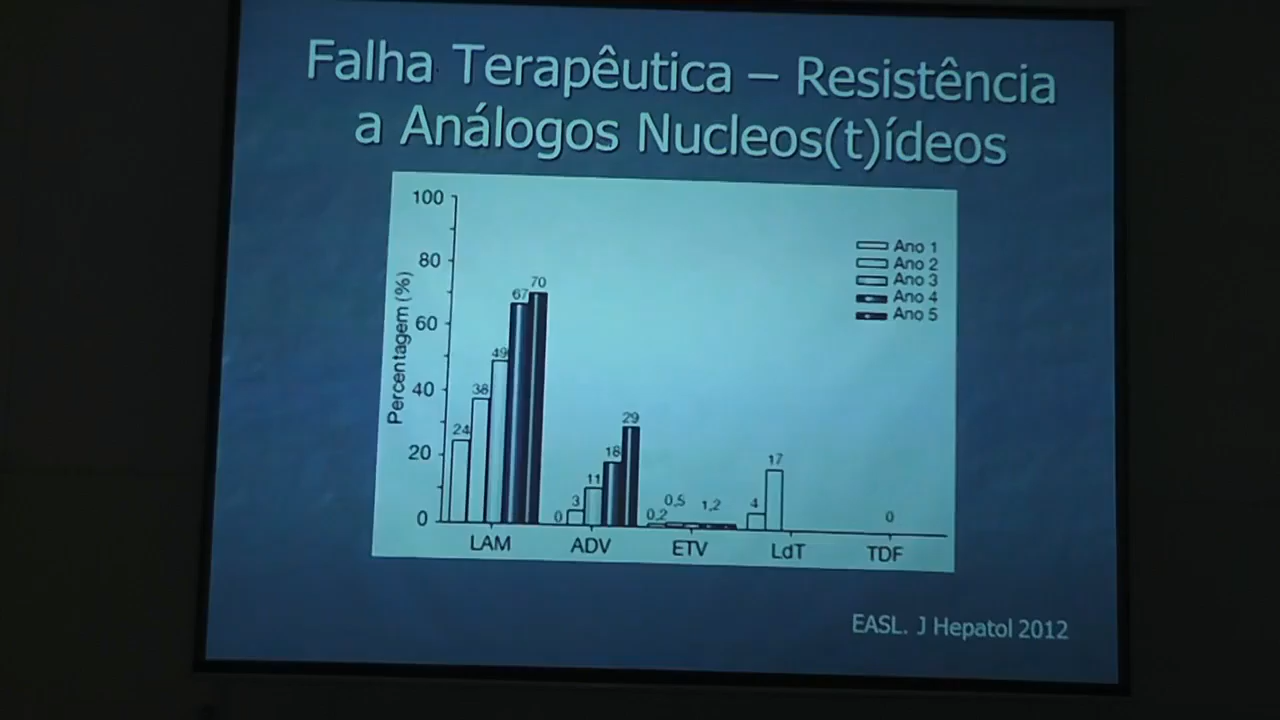 Falha Terapêutica – Resistência
a Análogos Nucleos(t)ídeos
Percentagem (%)
100
80
60
40
20
0
24
38
49
67
70
0
3
11
18
29
0,2
0,5
1,2
4
17
0
LAM
ADV
ETV
LdT
TDF
Ano 1
Ano 2
Ano 3
Ano 4
Ano 5
EASL. J Hepatol 2012